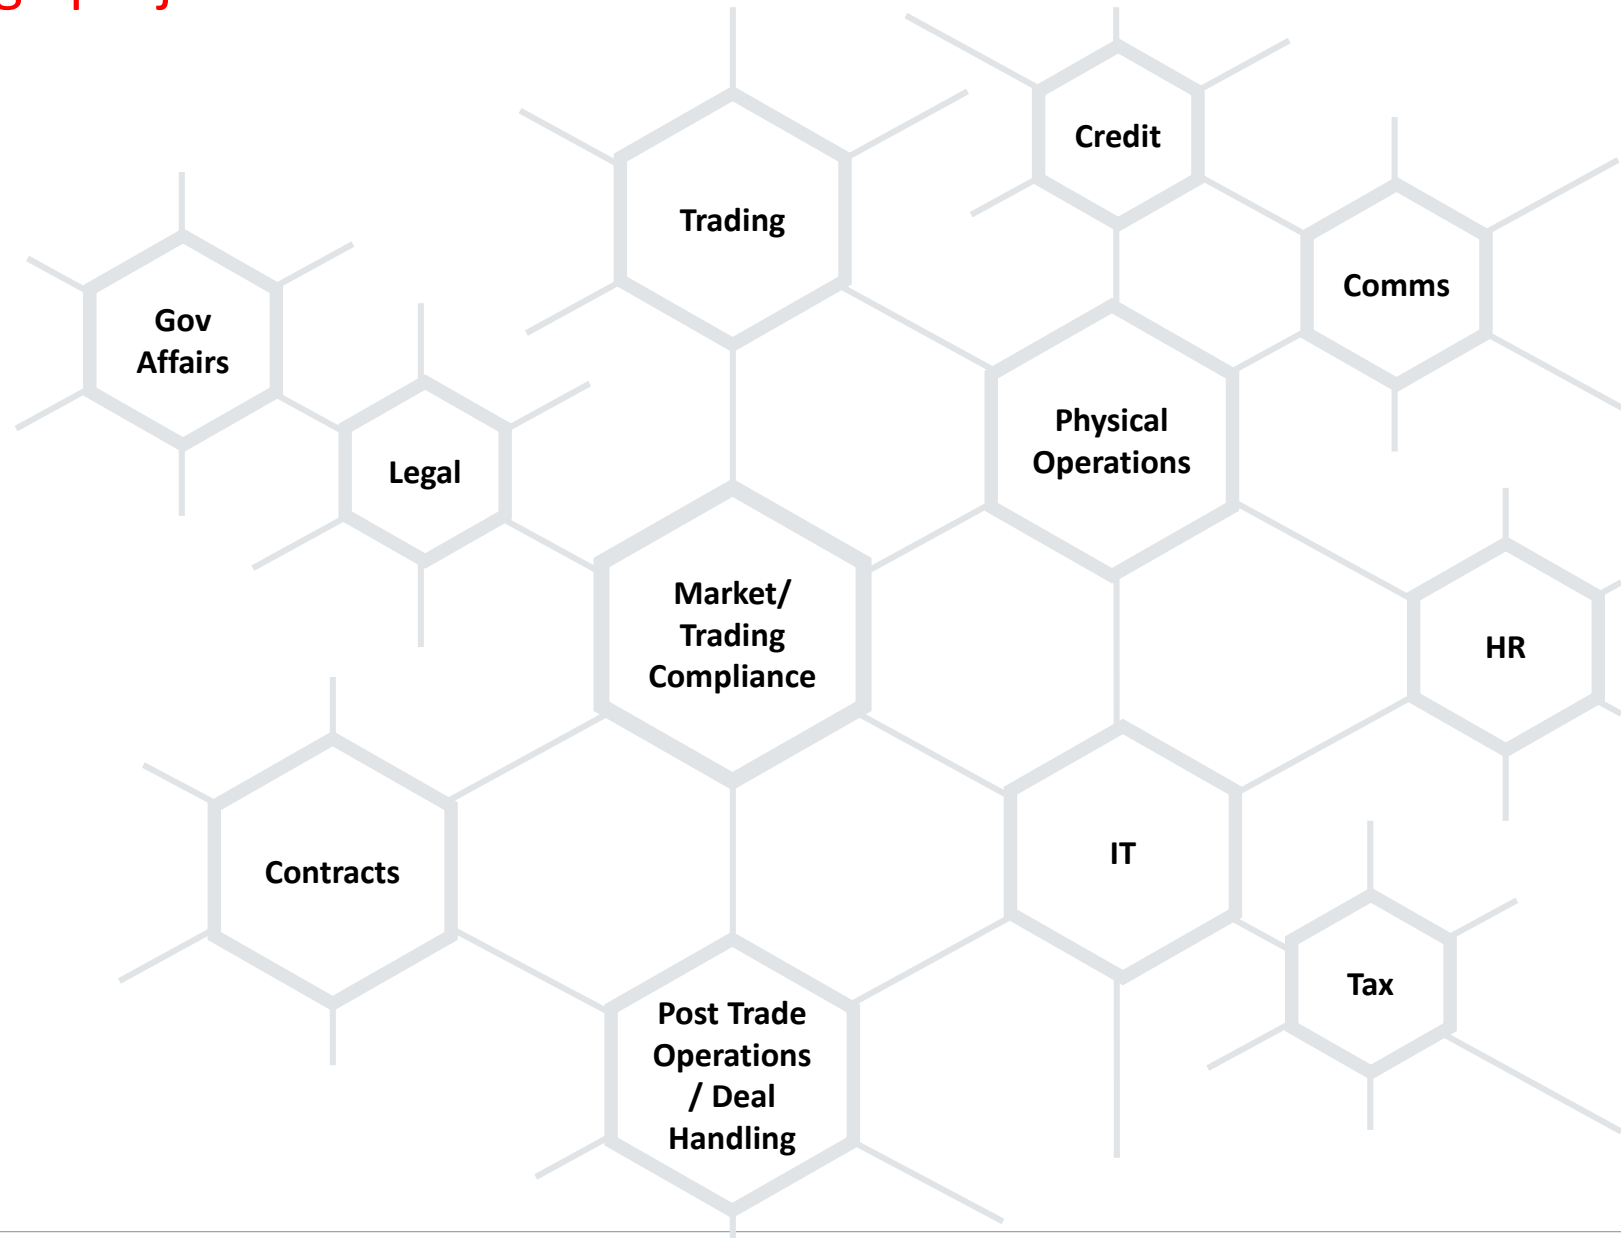 Credit
Trading
Comms
Gov
Affairs
Physical
Operations
Legal
Market/
Trading
Compliance
HR
IT
Contracts
Tax
Post Trade
Operations
/ Deal
Handling